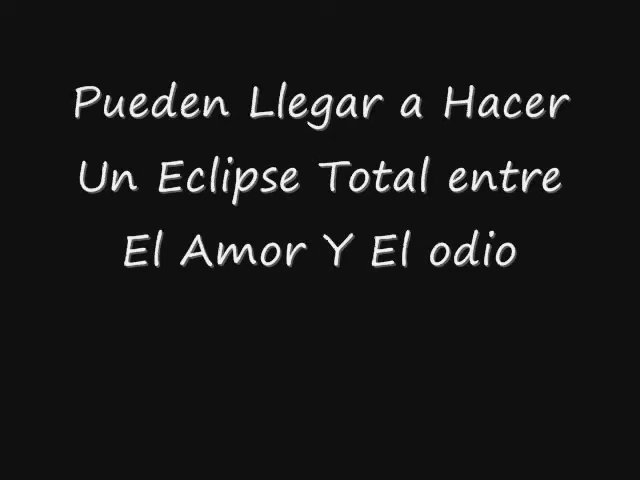 Pueden Llegar a Hacer
Un Eclipse Total entre
El Amor Y El odio